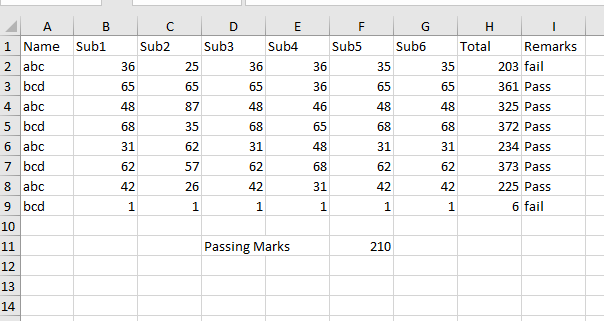 A B C D E F G H I
1 Name Sub1 Sub2 Sub3 Sub4 Sub5 Sub6 Total Remarks
2 abc 36 25 36 36 35 35 203 fail
3 bcd 65 65 65 36 65 65 361 Pass
4 abc 48 87 48 46 48 48 325 Pass
5 bcd 68 35 68 65 68 68 372 Pass
6 abc 31 62 31 48 31 31 234 Pass
7 bcd 62 57 62 68 62 62 373 Pass
8 abc 42 26 42 31 42 42 225 Pass
9 bcd 1 1 1 1 1 1 6 fail
10
11 Passing Marks 210
12
13
14